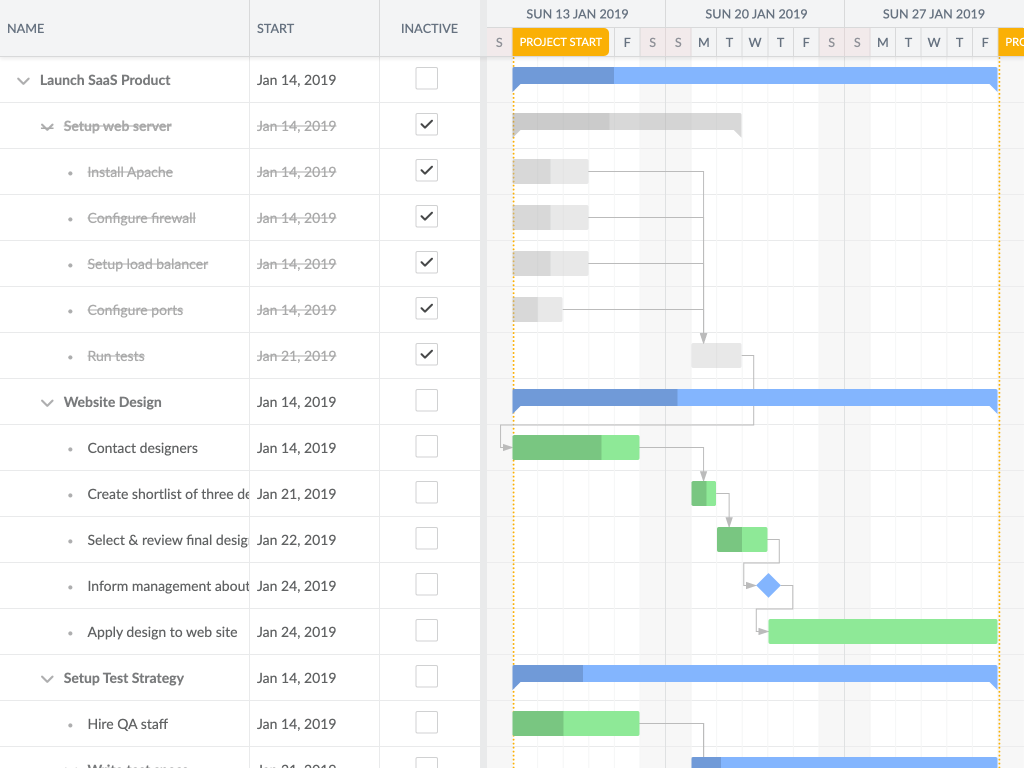 NAME START INACTIVE SUN 13 JAN 2019 SUN 20 JAN 2019 SUN 27 JAN 2019
S PROJECT START F S S M T W T F S S M T W T F PRO
Launch SaaS Product Jan 14, 2019
Setup web server Jan 14, 2019
Install Apache Jan 14, 2019
Configure firewall Jan 14, 2019
Setup load balancer Jan 14, 2019
Configure ports Jan 14, 2019
Run tests Jan 21, 2019
Website Design Jan 14, 2019
Contact designers Jan 14, 2019
Create shortlist of three de Jan 21, 2019
Select & review final desig Jan 22, 2019
Inform management about Jan 24, 2019
Apply design to web site Jan 24, 2019
Setup Test Strategy Jan 14, 2019
Hire QA staff Jan 14, 2019
Write test specs Jan 21, 2019